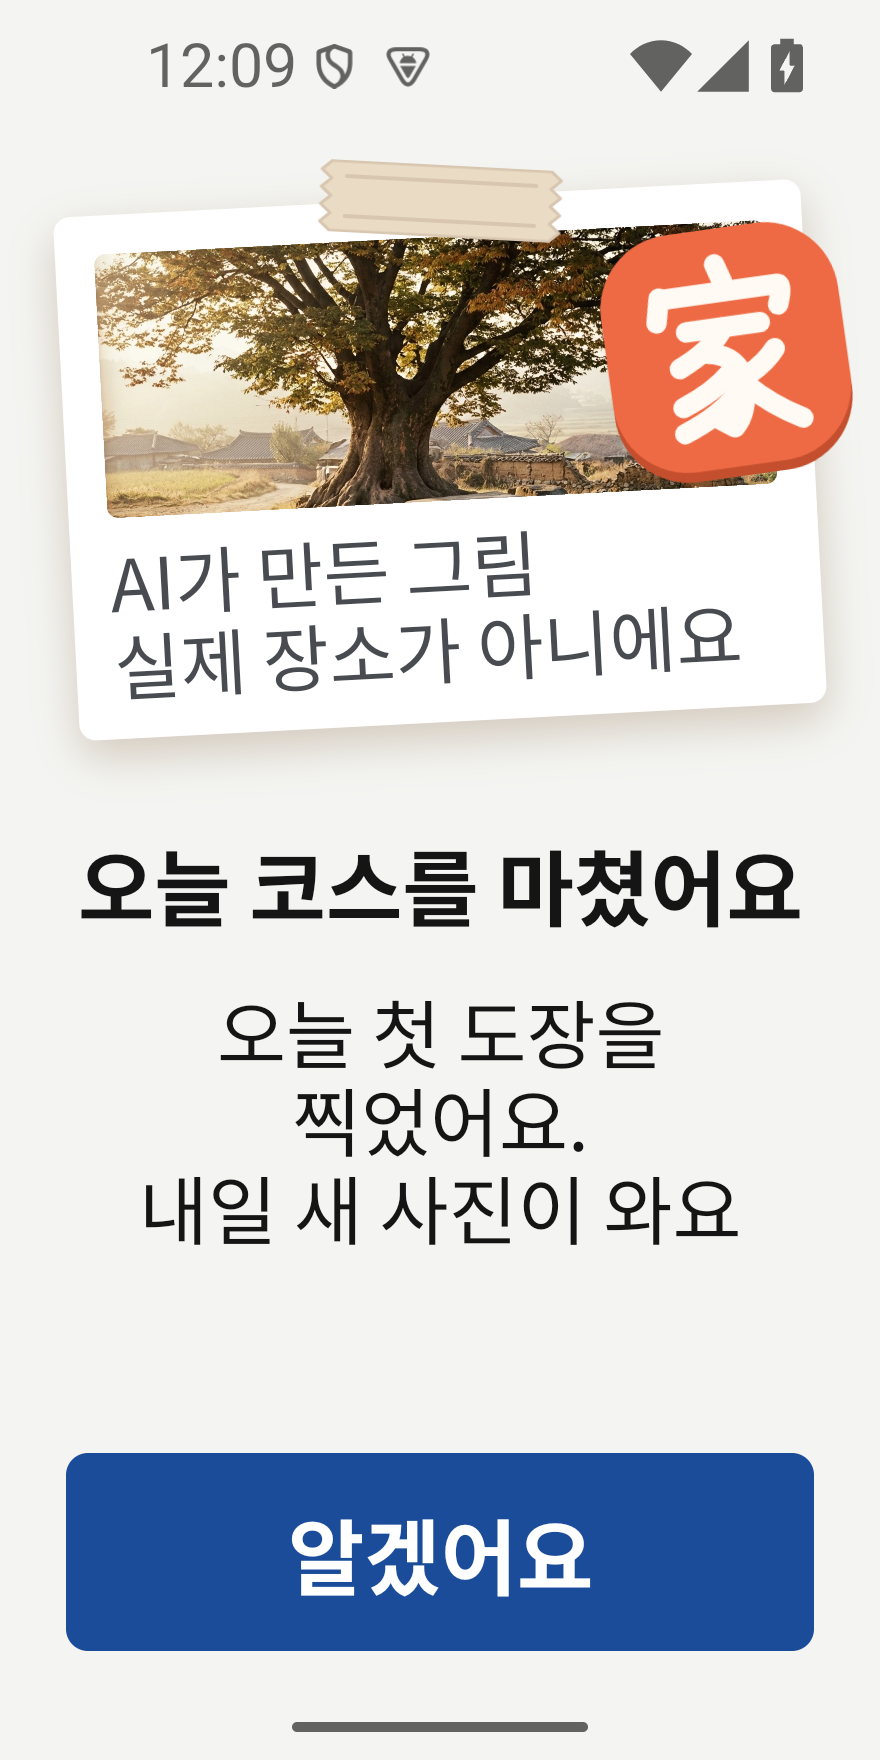 12:09
家
AI가 만든 그림
실제 장소가 아니에요
오늘 코스를 마쳤어요
오늘 첫 도장을
찍었어요.
내일 새 사진이 와요
알겠어요